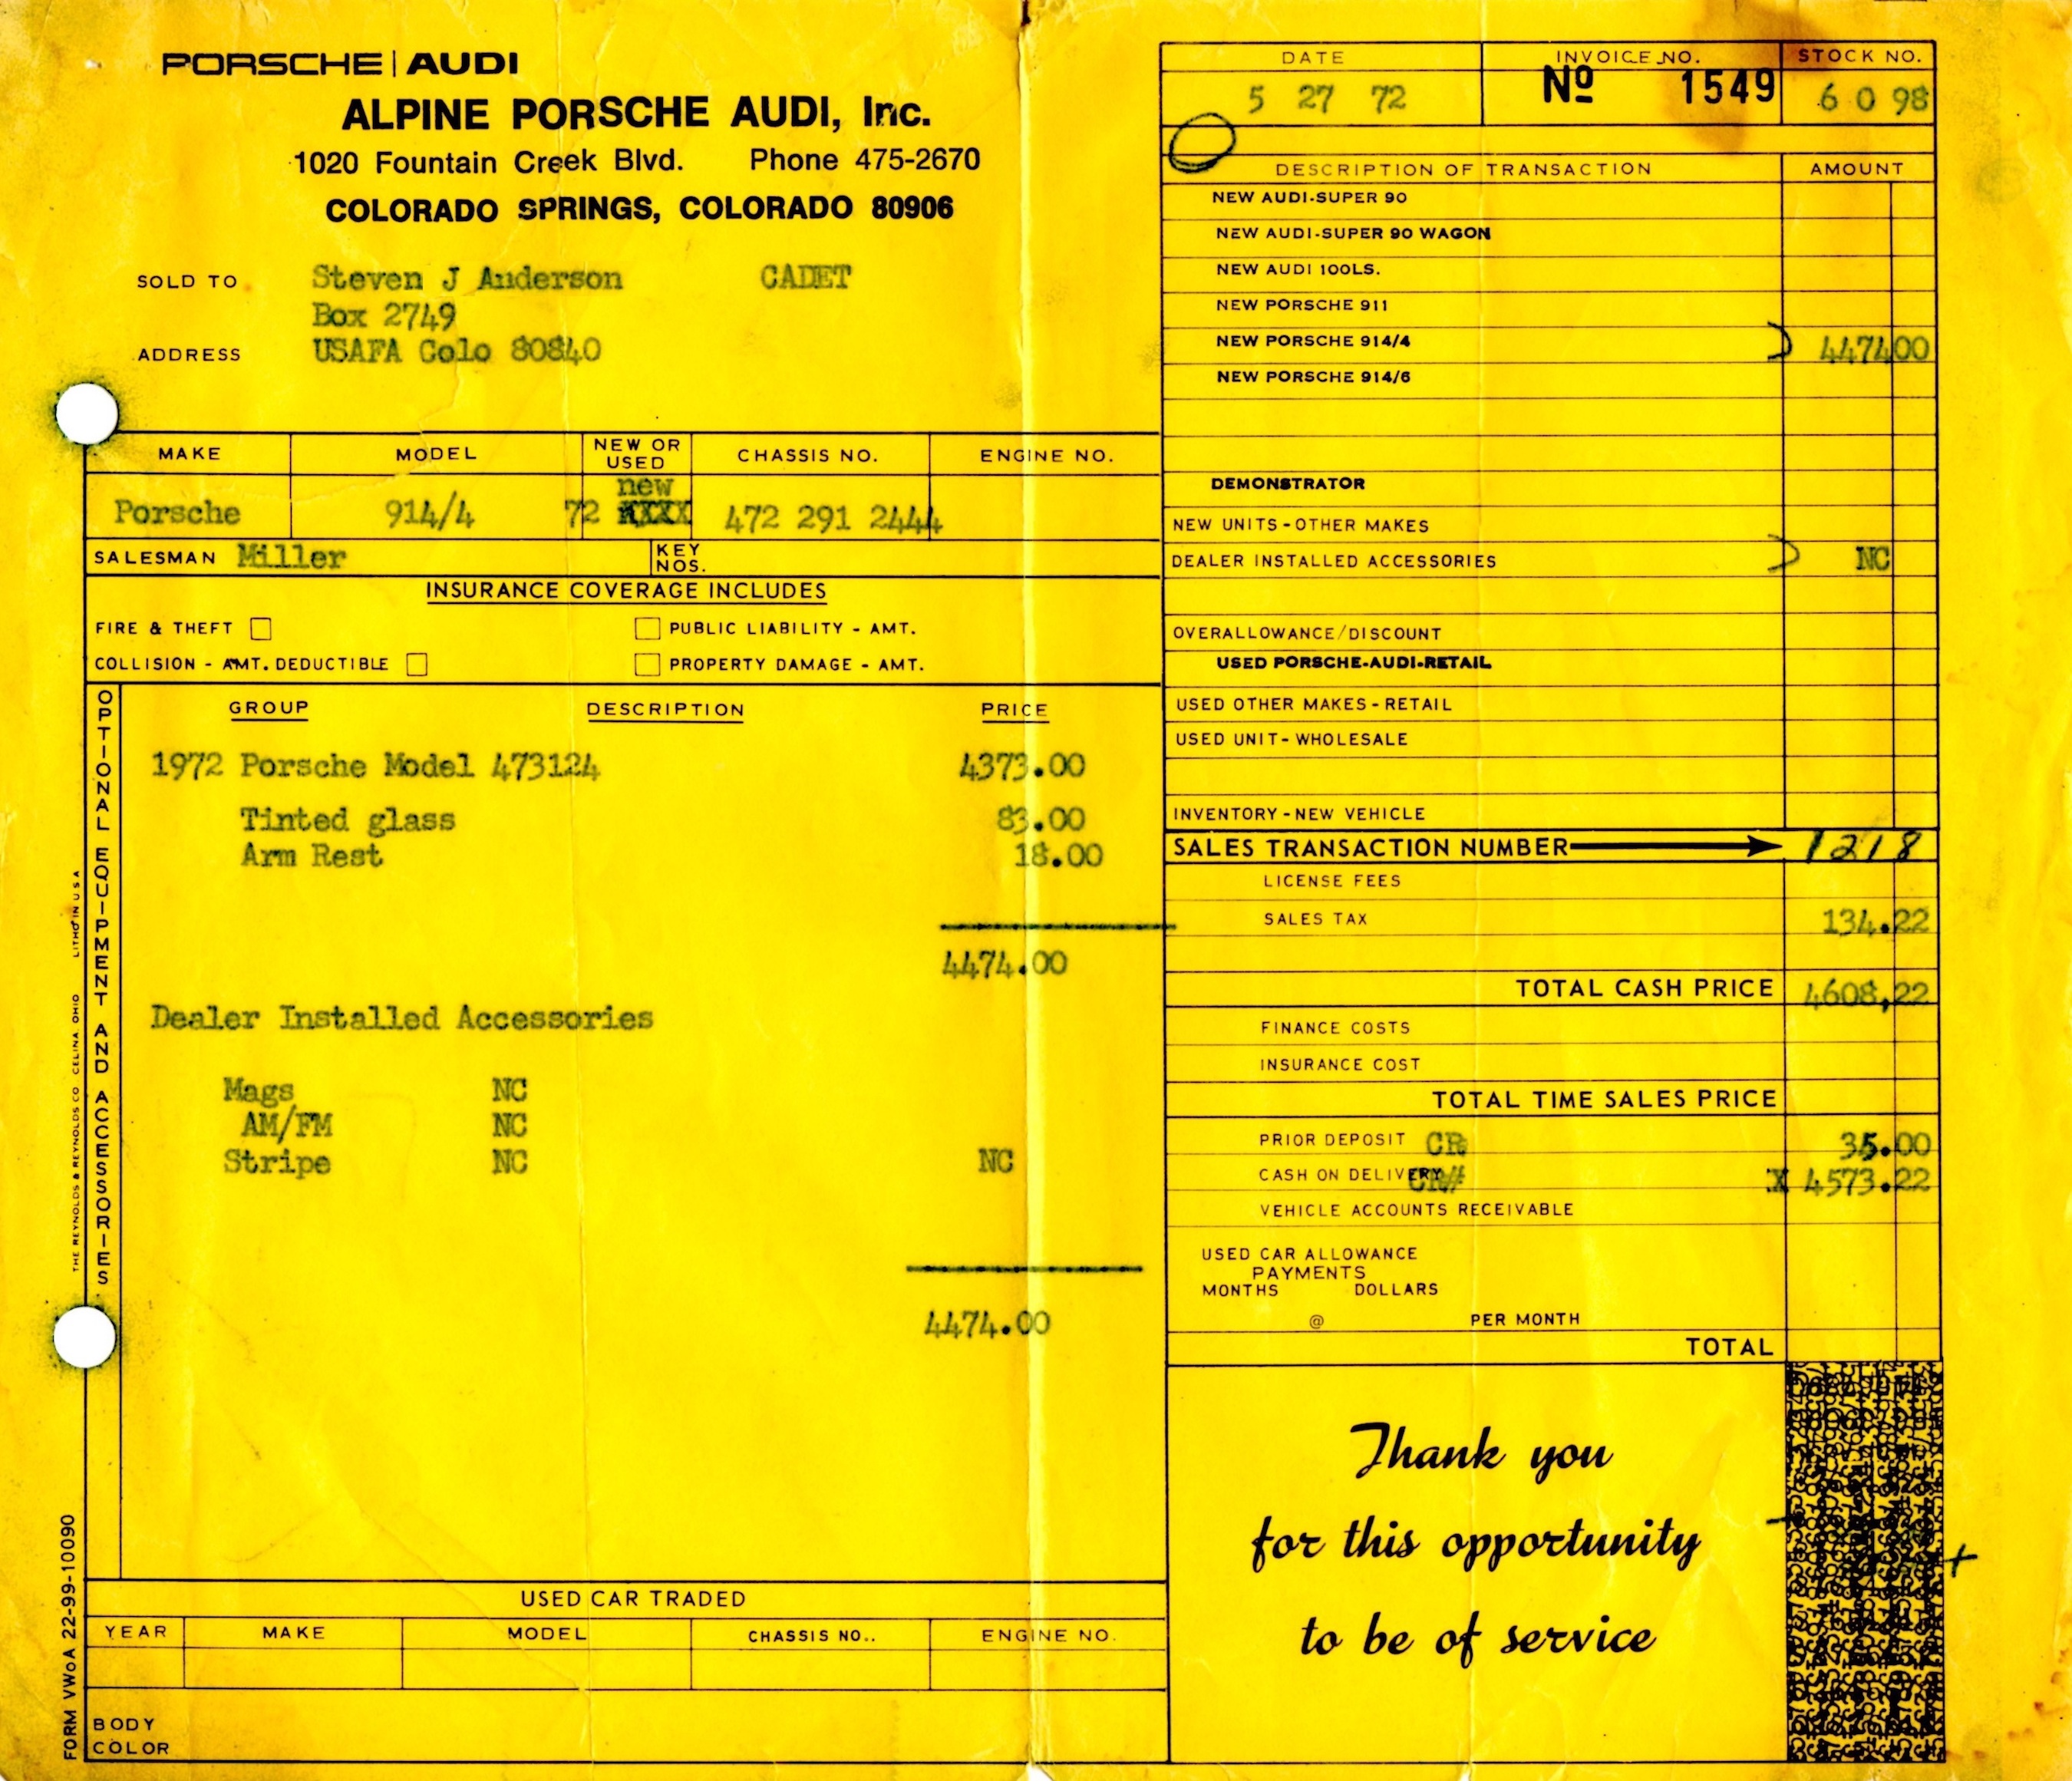 PORSCHE | AUDI
ALPINE PORSCHE AUDI, Inc.
1020 Fountain Creek Blvd. Phone 475-2670
COLORADO SPRINGS, COLORADO 80906
SOLD TO Steven J Anderson CADET
Box 2749
ADDRESS USAFA Colo 80840
DATE INVOICE NO. STOCK NO.
5 27 72 Nº 1549 6 0 98
DESCRIPTION OF TRANSACTION AMOUNT
NEW AUDI-SUPER 90
NEW AUDI-SUPER 90 WAGON
NEW AUDI 100LS.
NEW PORSCHE 911
NEW PORSCHE 914/4 447400
NEW PORSCHE 914/6
DEMONSTRATOR
NEW UNITS-OTHER MAKES
DEALER INSTALLED ACCESSORIES NC
OVERALLOWANCE/DISCOUNT
USED PORSCHE-AUDI-RETAIL
USED OTHER MAKES-RETAIL
USED UNIT-WHOLESALE
INVENTORY-NEW VEHICLE
SALES TRANSACTION NUMBER 1218
LICENSE FEES
SALES TAX 134.22
TOTAL CASH PRICE 4608,22
FINANCE COSTS
INSURANCE COST
TOTAL TIME SALES PRICE
PRIOR DEPOSIT CR 35.00
CASH ON DELIVERY CR# X 4573.22
VEHICLE ACCOUNTS RECEIVABLE
USED CAR ALLOWANCE
PAYMENTS
MONTHS DOLLARS
@ PER MONTH
TOTAL
Thank you
for this opportunity
to be of service
MAKE MODEL NEW OR USED CHASSIS NO. ENGINE NO.
new
Porsche 914/4 72 XXXX 472 291 2444
SALESMAN Miller KEY NOS.
INSURANCE COVERAGE INCLUDES
FIRE & THEFT PUBLIC LIABILITY - AMT.
COLLISION - AMT. DEDUCTIBLE PROPERTY DAMAGE - AMT.
OPTIONAL EQUIPMENT AND ACCESSORIES
GROUP DESCRIPTION PRICE
1972 Porsche Model 473124 4373.00
Tinted glass 83.00
Arm Rest 18.00
4474.00
Dealer Installed Accessories
Mags NC
AM/FM NC
Stripe NC NC
4474.00
USED CAR TRADED
YEAR MAKE MODEL CHASSIS NO.. ENGINE NO.
BODY
COLOR
THE REYNOLDS & REYNOLDS CO CELINA, OHIO LITHO IN USA
FORM VWoA 22-99-10090